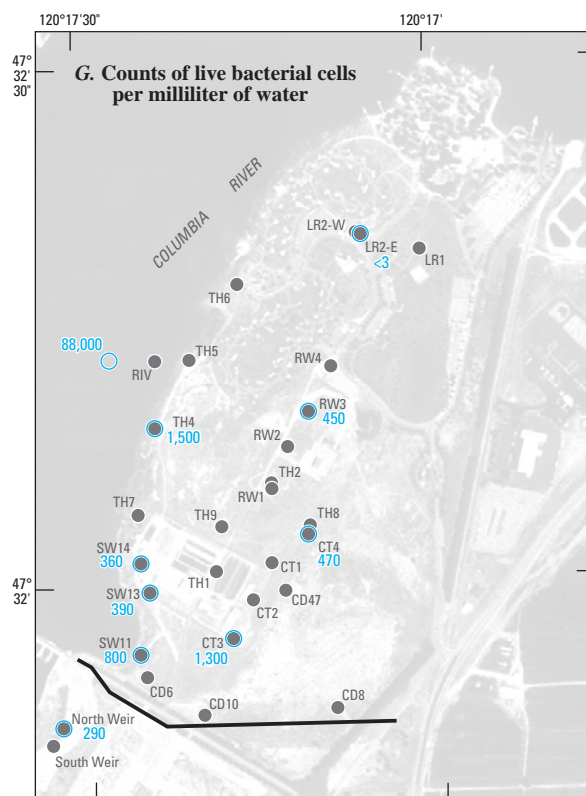 120°17'30"
120°17'
47°
32'
30"
G. Counts of live bacterial cells
per milliliter of water
COLUMBIA RIVER
LR2-W
LR2-E
<3
LR1
TH6
88,000
RIV
TH5
RW4
RW3
450
TH4
1,500
RW2
TH2
RW1
TH7
TH9
TH8
SW14
360
CT4
470
CT1
TH1
47°
32'
SW13
390
CT2
CD47
SW11
800
CT3
1,300
CD6
CD10
CD8
North Weir
290
South Weir